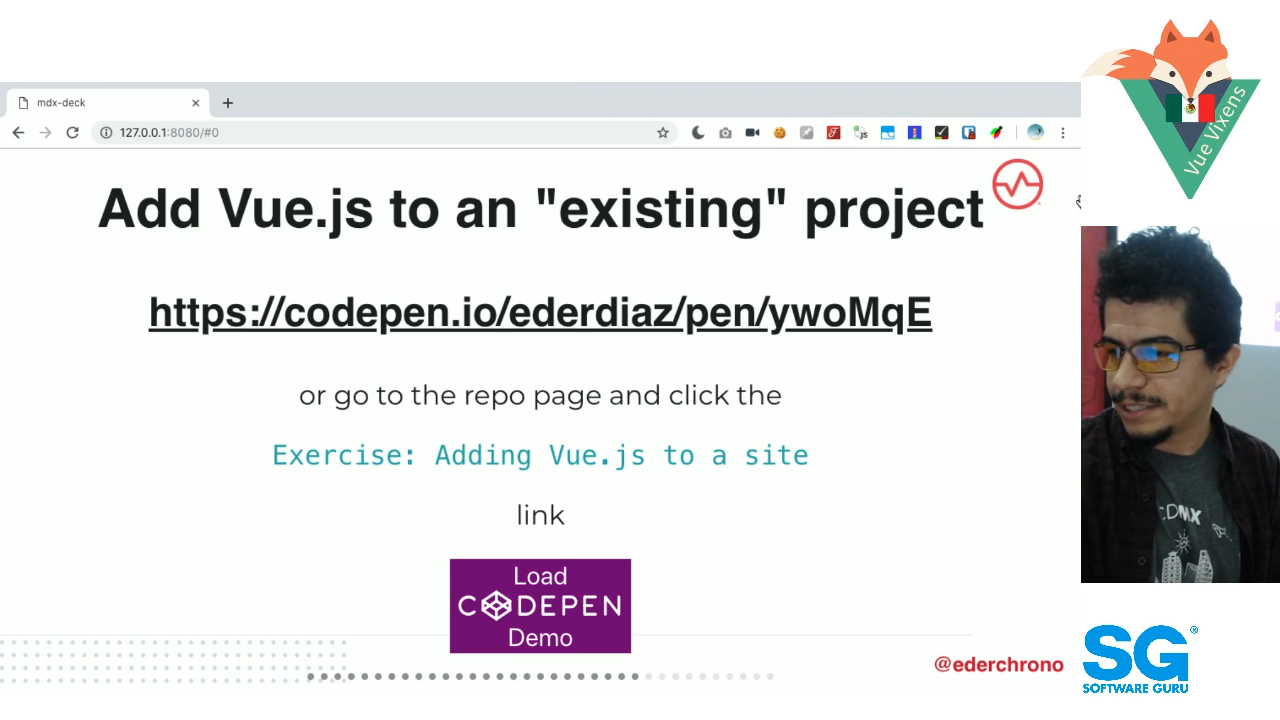 mdx-deck
127.0.0.1:8080/#0
Add Vue.js to an "existing" project
https://codepen.io/ederdiaz/pen/ywoMqE
or go to the repo page and click the
Exercise: Adding Vue.js to a site
link
Load
CODEPEN
Demo
@ederchrono
Vue Vixens
CDMX
SG®
SOFTWARE GURU